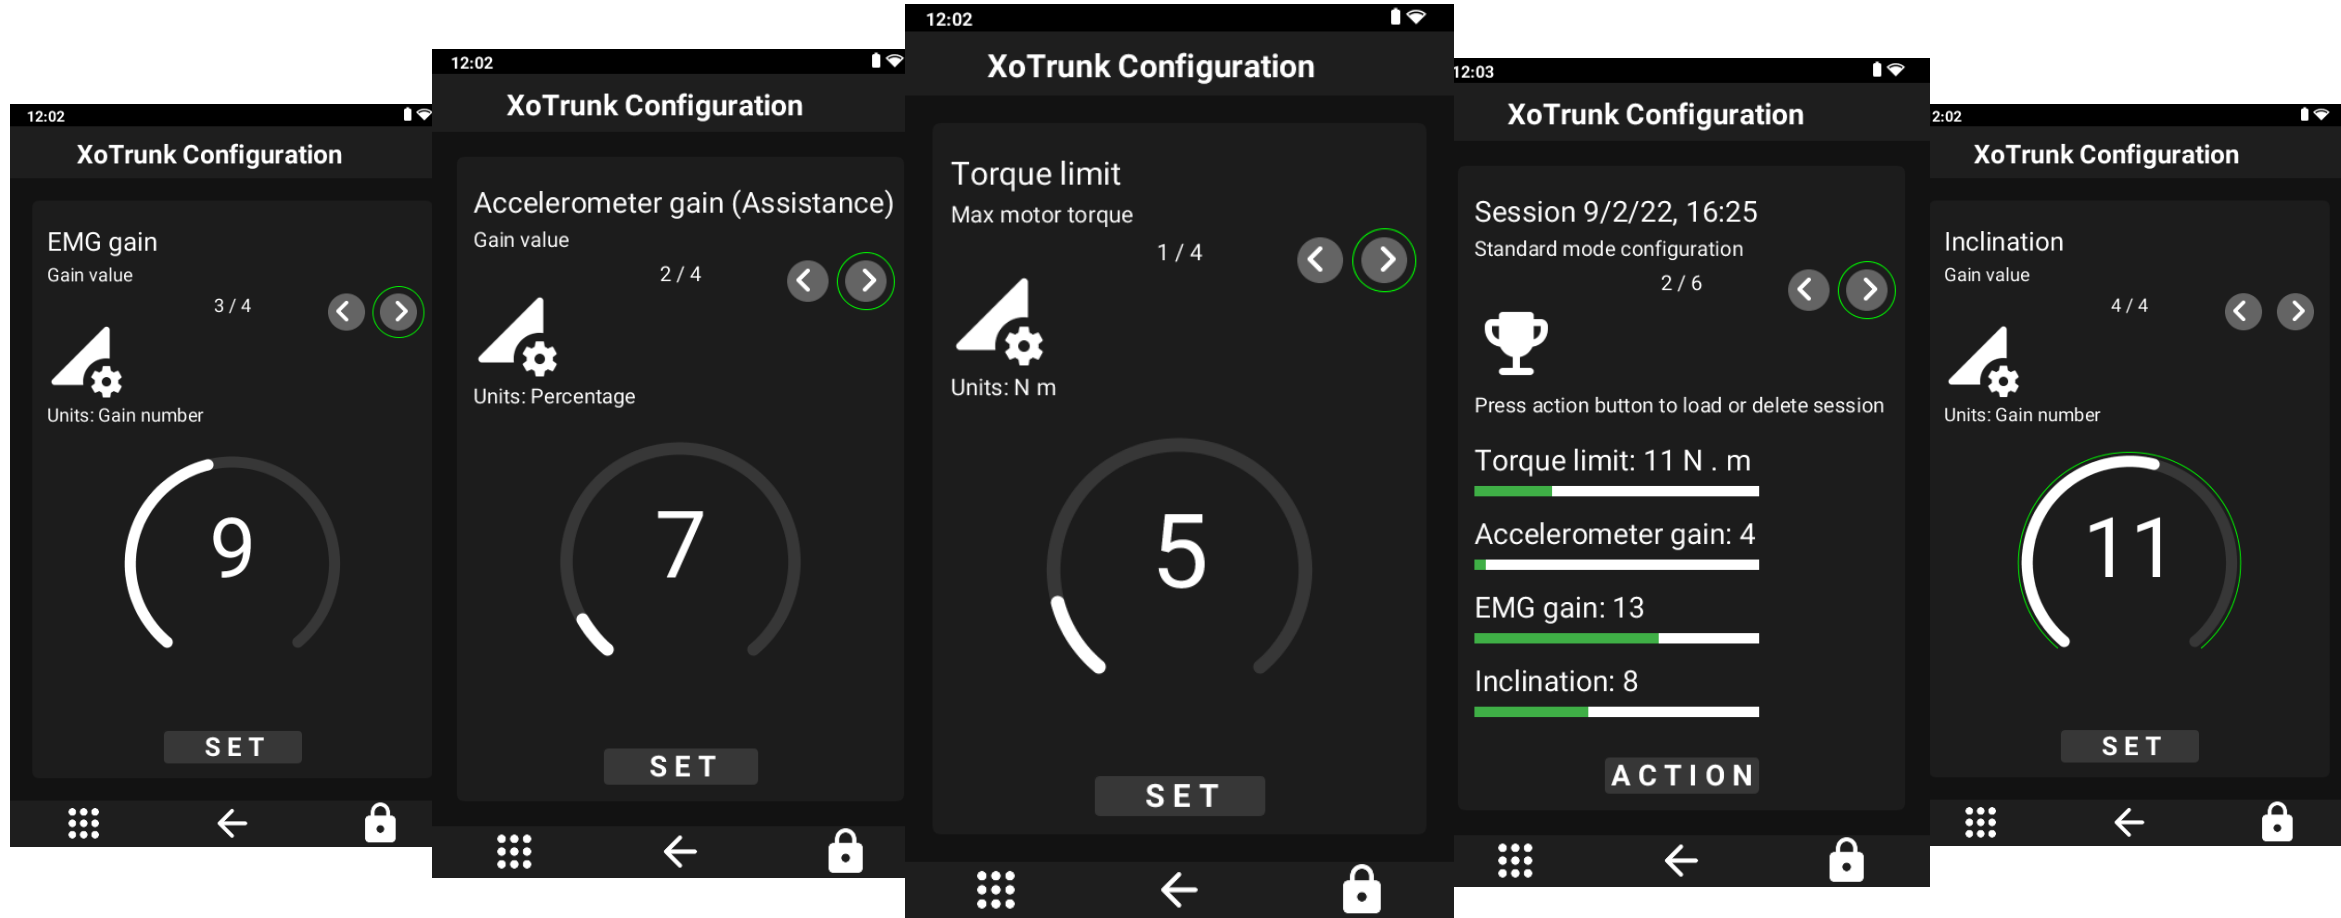 12:02
XoTrunk Configuration
EMG gain
Gain value
3 / 4
Units: Gain number
9
SET
12:02
XoTrunk Configuration
Accelerometer gain (Assistance)
Gain value
2 / 4
Units: Percentage
7
SET
12:02
XoTrunk Configuration
Torque limit
Max motor torque
1 / 4
Units: N m
5
SET
12:03
XoTrunk Configuration
Session 9/2/22, 16:25
Standard mode configuration
2 / 6
Press action button to load or delete session
Torque limit: 11 N . m
Accelerometer gain: 4
EMG gain: 13
Inclination: 8
ACTION
2:02
XoTrunk Configuration
Inclination
Gain value
4 / 4
Units: Gain number
11
SET